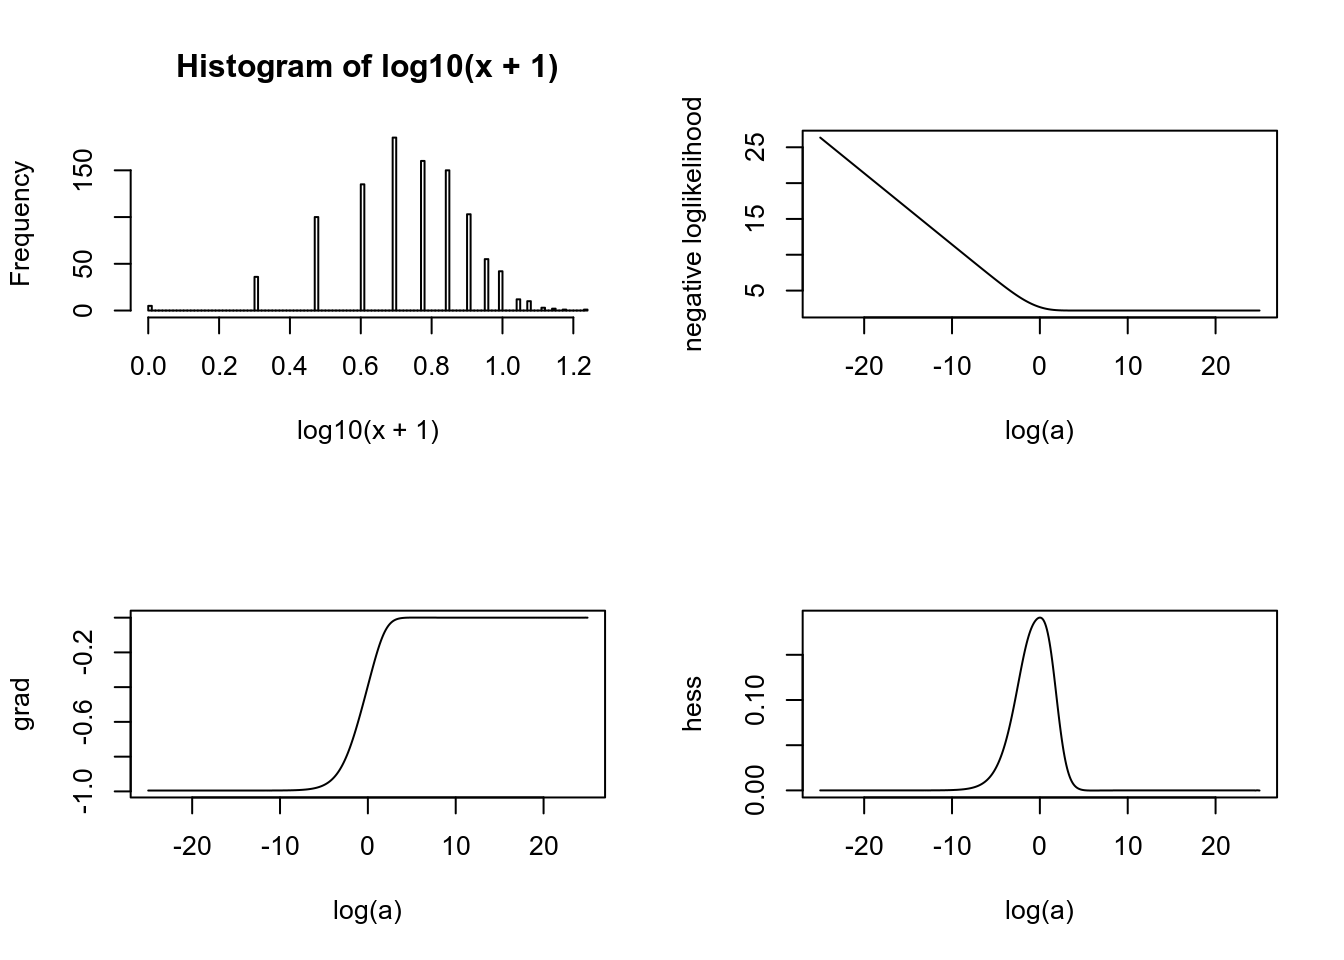 Histogram of log10(x + 1)
Frequency
0 50 150
0.0 0.2 0.4 0.6 0.8 1.0 1.2
log10(x + 1)
negative loglikelihood
5 15 25
-20 -10 0 10 20
log(a)
grad
-1.0 -0.6 -0.2
-20 -10 0 10 20
log(a)
hess
0.00 0.10
-20 -10 0 10 20
log(a)